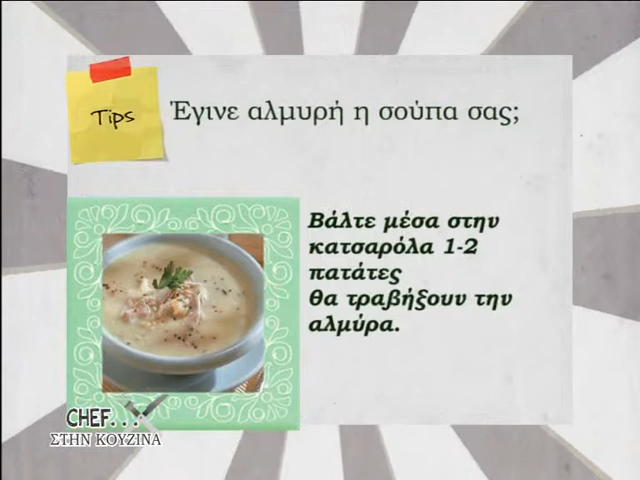 Tips
Έγινε αλμυρή η σούπα σας;
Βάλτε μέσα στην
κατσαρόλα 1-2
πατάτες
θα τραβήξουν την
αλμύρα.
CHEF...
ΣΤΗΝ ΚΟΥΖΙΝΑ